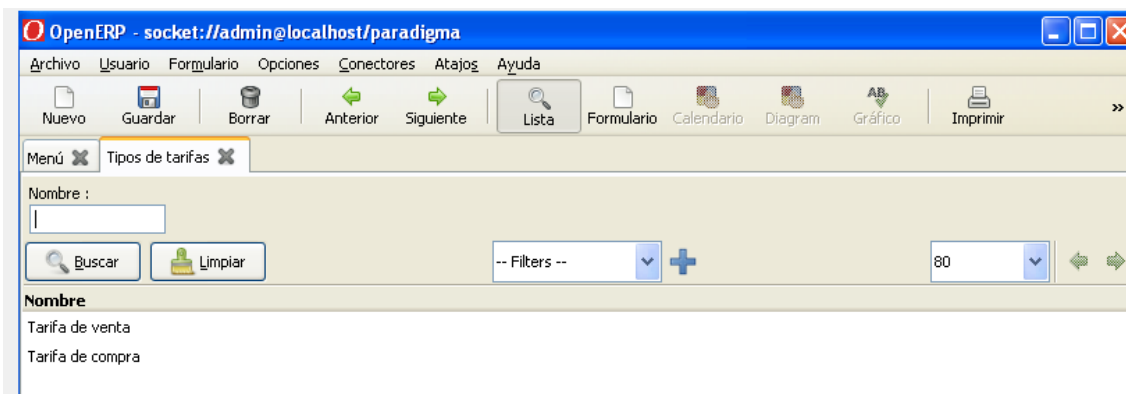 OpenERP - socket://admin@localhost/paradigma
Archivo Usuario Formulario Opciones Conectores Atajos Ayuda
Nuevo Guardar Borrar Anterior Siguiente Lista Formulario Calendario Diagram Gráfico Imprimir »
Menú Tipos de tarifas
Nombre :
Buscar Limpiar -- Filters -- 80
Nombre
Tarifa de venta
Tarifa de compra